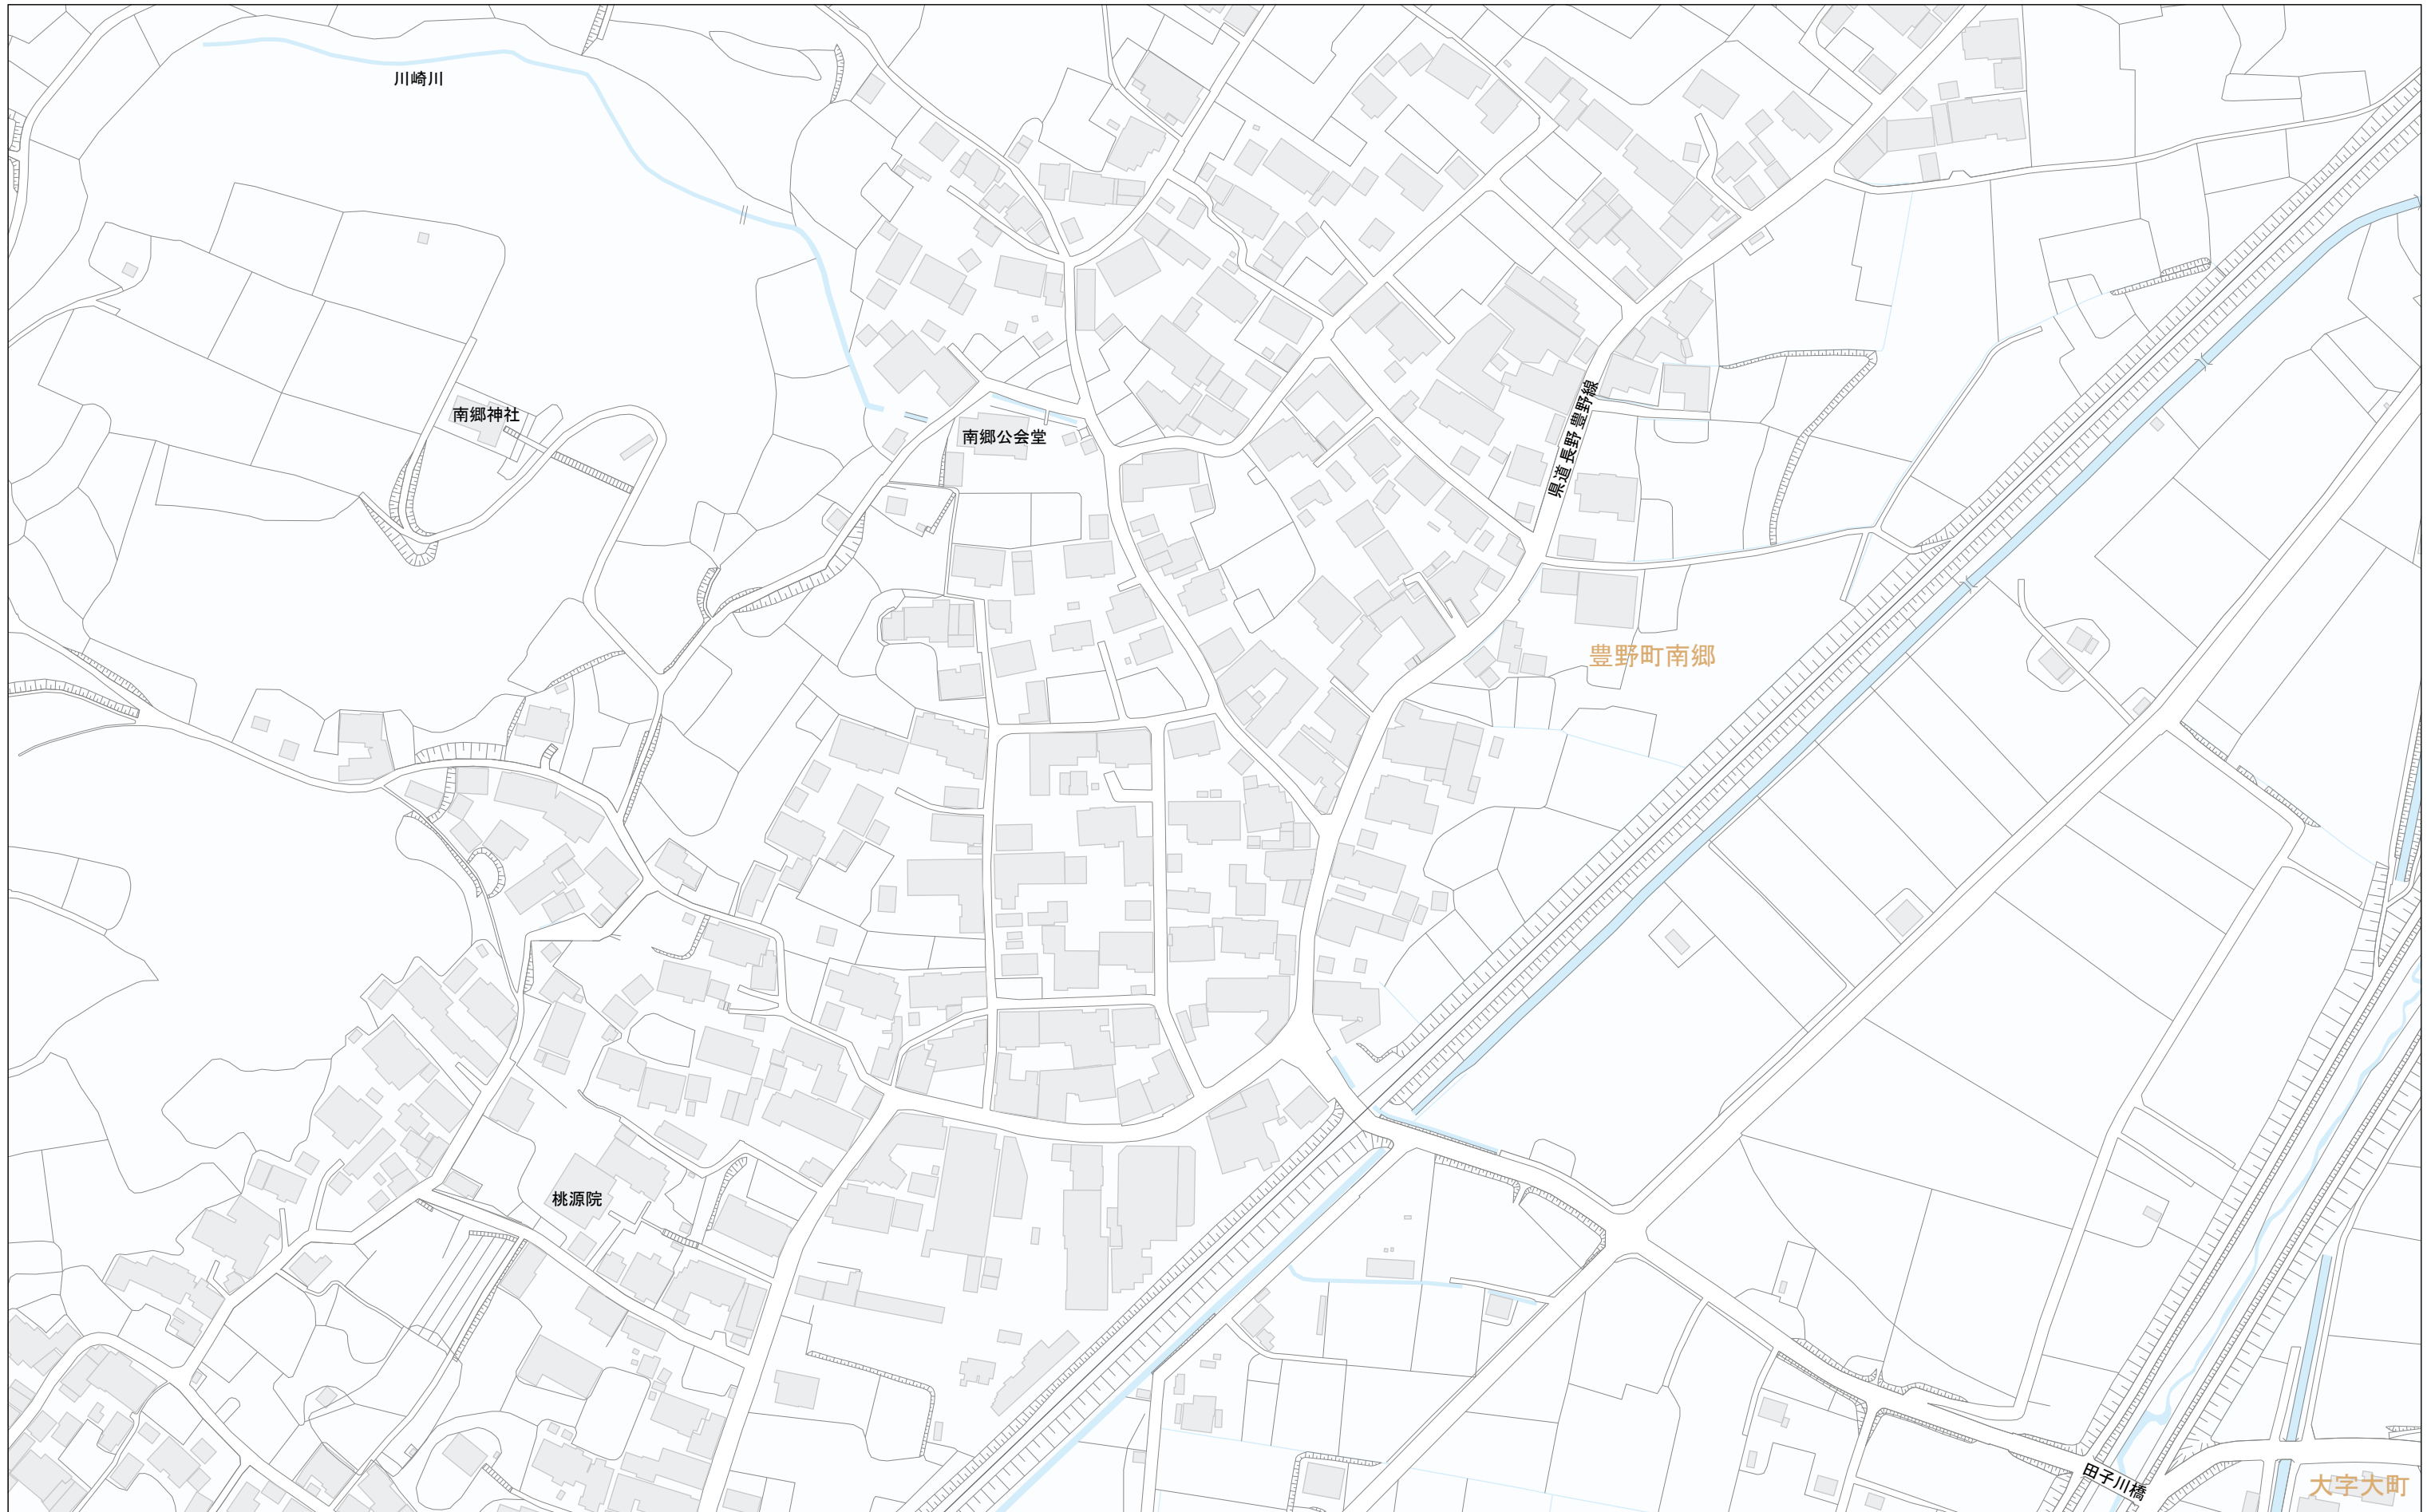 川崎川
南郷神社
南郷公会堂
県道 長野 豊野線
豊野町南郷
桃源院
田子川橋
大字大町